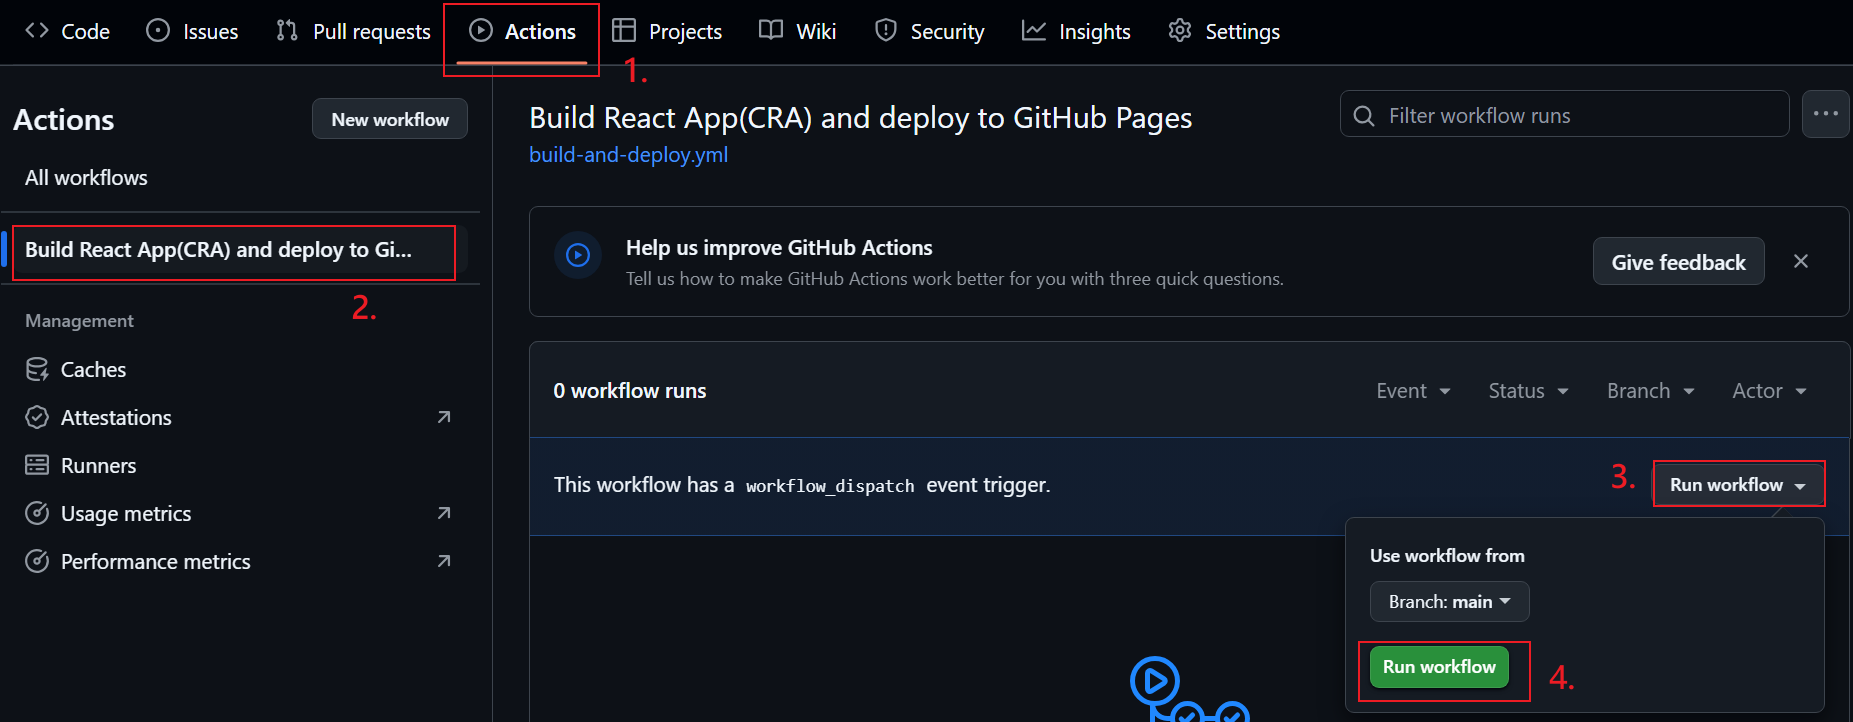 Code Issues Pull requests Actions Projects Wiki Security Insights Settings
1.
Actions New workflow
All workflows
Build React App(CRA) and deploy to Gi...
2.
Management
Caches
Attestations
Runners
Usage metrics
Performance metrics
Build React App(CRA) and deploy to GitHub Pages
build-and-deploy.yml
Filter workflow runs
Help us improve GitHub Actions
Tell us how to make GitHub Actions work better for you with three quick questions.
Give feedback
0 workflow runs
Event Status Branch Actor
This workflow has a workflow_dispatch event trigger.
3. Run workflow
Use workflow from
Branch: main
Run workflow 4.